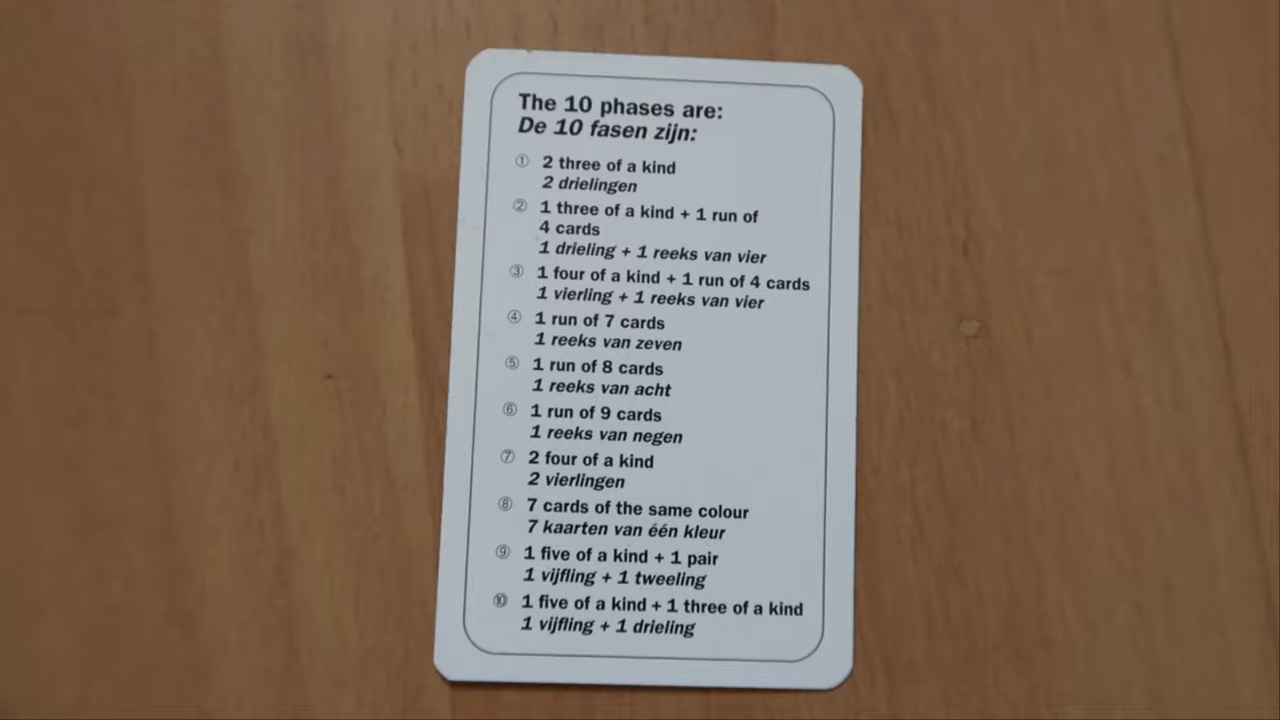 The 10 phases are:
De 10 fasen zijn:
① 2 three of a kind
2 drielingen
② 1 three of a kind + 1 run of
4 cards
1 drieling + 1 reeks van vier
③ 1 four of a kind + 1 run of 4 cards
1 vierling + 1 reeks van vier
④ 1 run of 7 cards
1 reeks van zeven
⑤ 1 run of 8 cards
1 reeks van acht
⑥ 1 run of 9 cards
1 reeks van negen
⑦ 2 four of a kind
2 vierlingen
⑧ 7 cards of the same colour
7 kaarten van één kleur
⑨ 1 five of a kind + 1 pair
1 vijfling + 1 tweeling
⑩ 1 five of a kind + 1 three of a kind
1 vijfling + 1 drieling